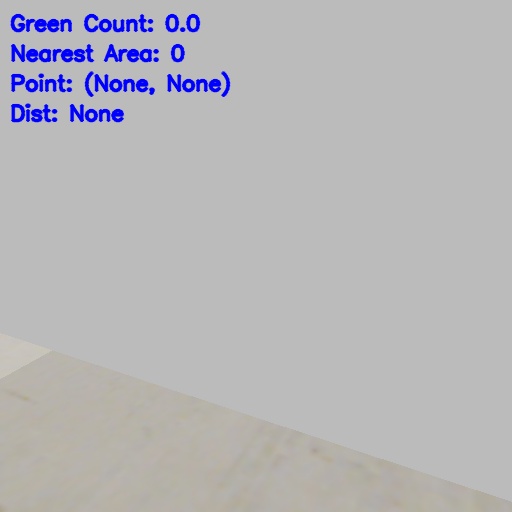 Green Count: 0.0
Nearest Area: 0
Point: (None, None)
Dist: None